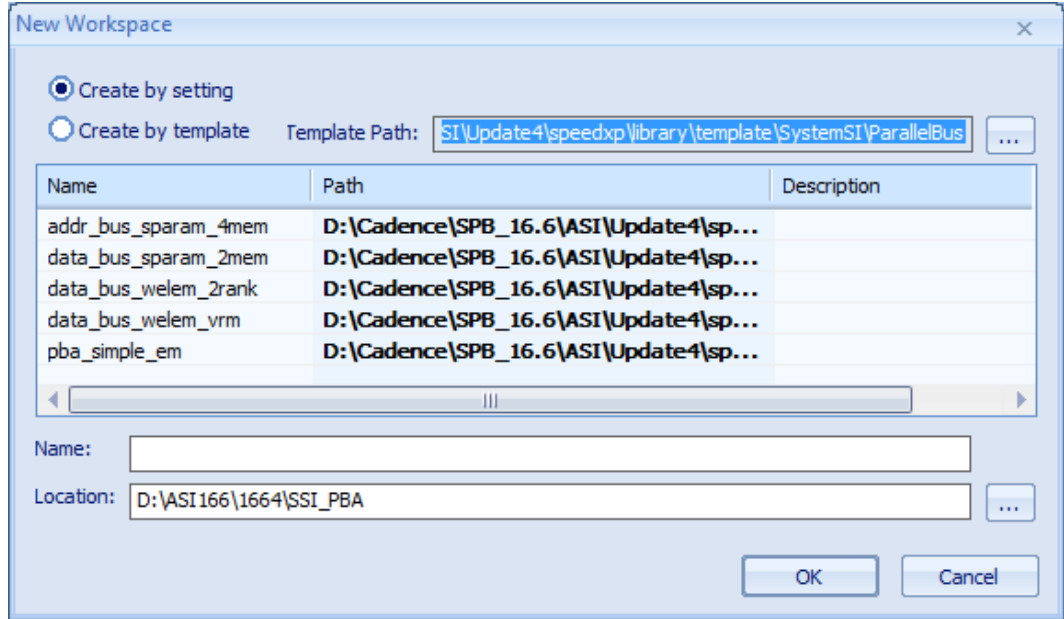 New Workspace
Create by setting
Create by template Template Path: SI\Update4\speedxp\library\template\SystemSI\ParallelBus ...
Name Path Description
addr_bus_sparam_4mem D:\Cadence\SPB_16.6\ASI\Update4\sp...
data_bus_sparam_2mem D:\Cadence\SPB_16.6\ASI\Update4\sp...
data_bus_welem_2rank D:\Cadence\SPB_16.6\ASI\Update4\sp...
data_bus_welem_vrm D:\Cadence\SPB_16.6\ASI\Update4\sp...
pba_simple_em D:\Cadence\SPB_16.6\ASI\Update4\sp...
Name:
Location: D:\ASI166\1664\SSI_PBA ...
OK Cancel